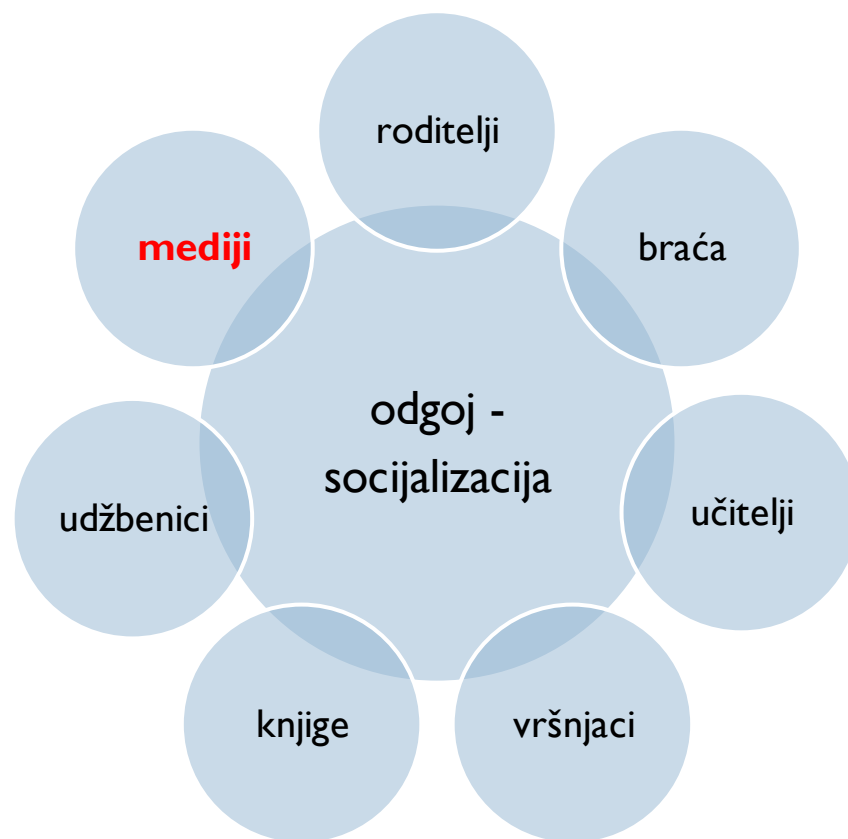 roditelji
mediji
braća
odgoj -
socijalizacija
udžbenici
učitelji
knjige
vršnjaci